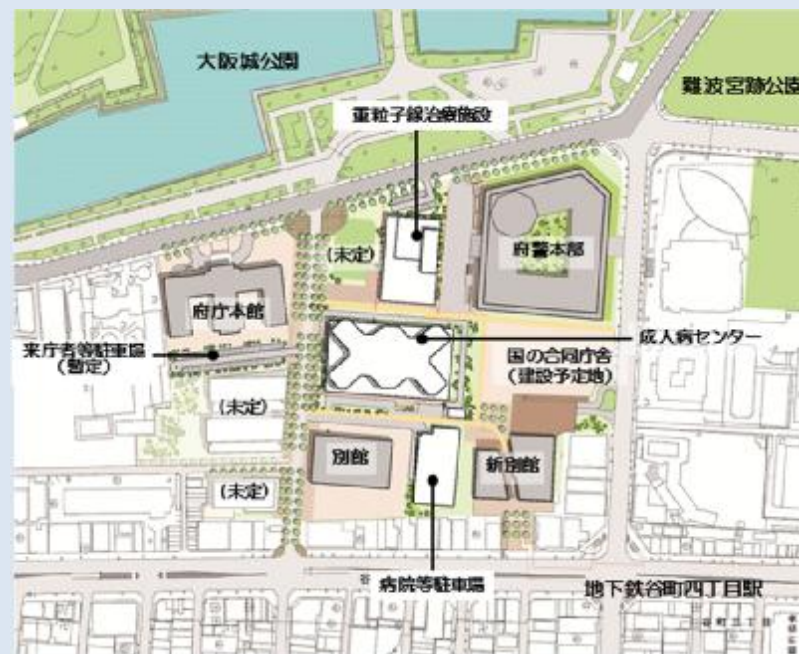 大阪城公園
難波宮跡公園
重粒子線治療施設
(未定)
府警本部
府庁本館
成人病センター
来庁者等駐車場
(暫定)
国の合同庁舎
(建設予定地)
(未定)
別館
新別館
(未定)
病院等駐車場
地下鉄谷町四丁目駅